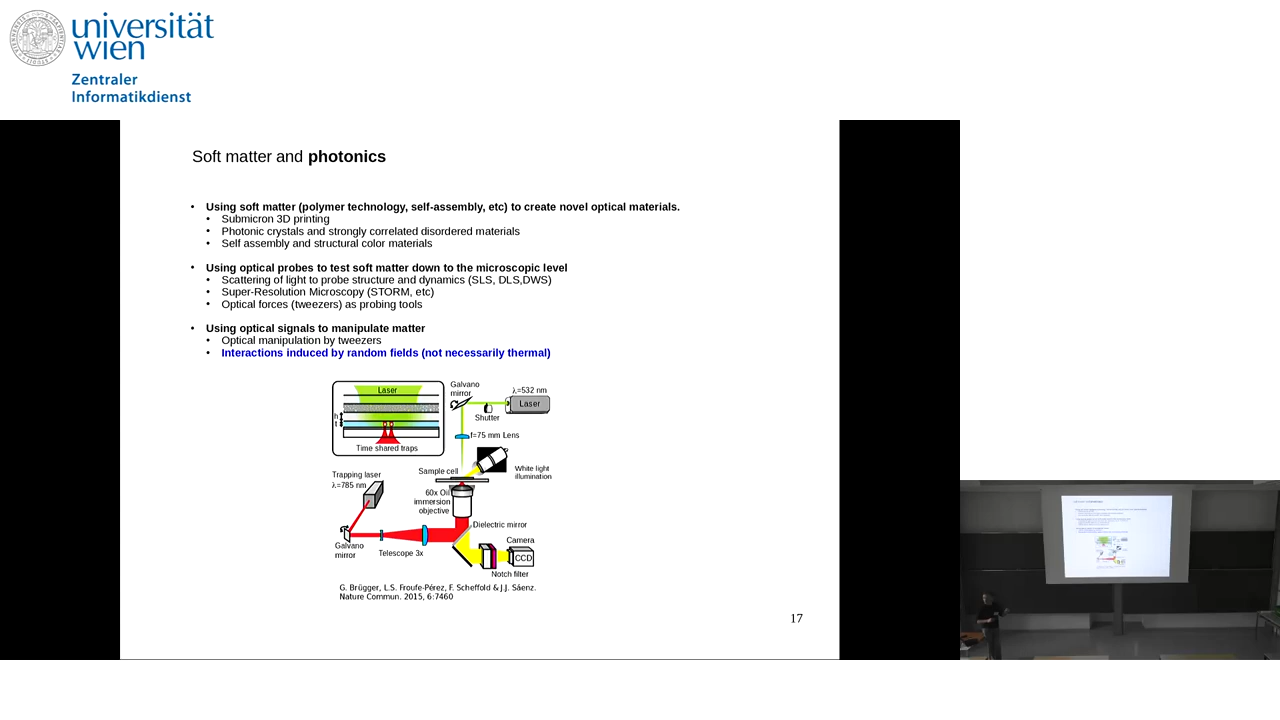 universität
wien
Zentraler
Informatikdienst
Soft matter and photonics
• Using soft matter (polymer technology, self-assembly, etc) to create novel optical materials.
• Submicron 3D printing
• Photonic crystals and strongly correlated disordered materials
• Self assembly and structural color materials
• Using optical probes to test soft matter down to the microscopic level
• Scattering of light to probe structure and dynamics (SLS, DLS,DWS)
• Super-Resolution Microscopy (STORM, etc)
• Optical forces (tweezers) as probing tools
• Using optical signals to manipulate matter
• Optical manipulation by tweezers
• Interactions induced by random fields (not necessarily thermal)
Laser
h
t
Time shared traps
Galvano
mirror
λ=532 nm
Laser
Shutter
f=75 mm Lens
Sample cell
White light
illumination
Trapping laser
λ=785 nm
60x Oil
immersion
objective
Dielectric mirror
Galvano
mirror
Telescope 3x
Camera
CCD
Notch filter
G. Brügger, L.S. Froufe-Pérez, F. Scheffold & J.J. Sáenz.
Nature Commun. 2015, 6:7460
17